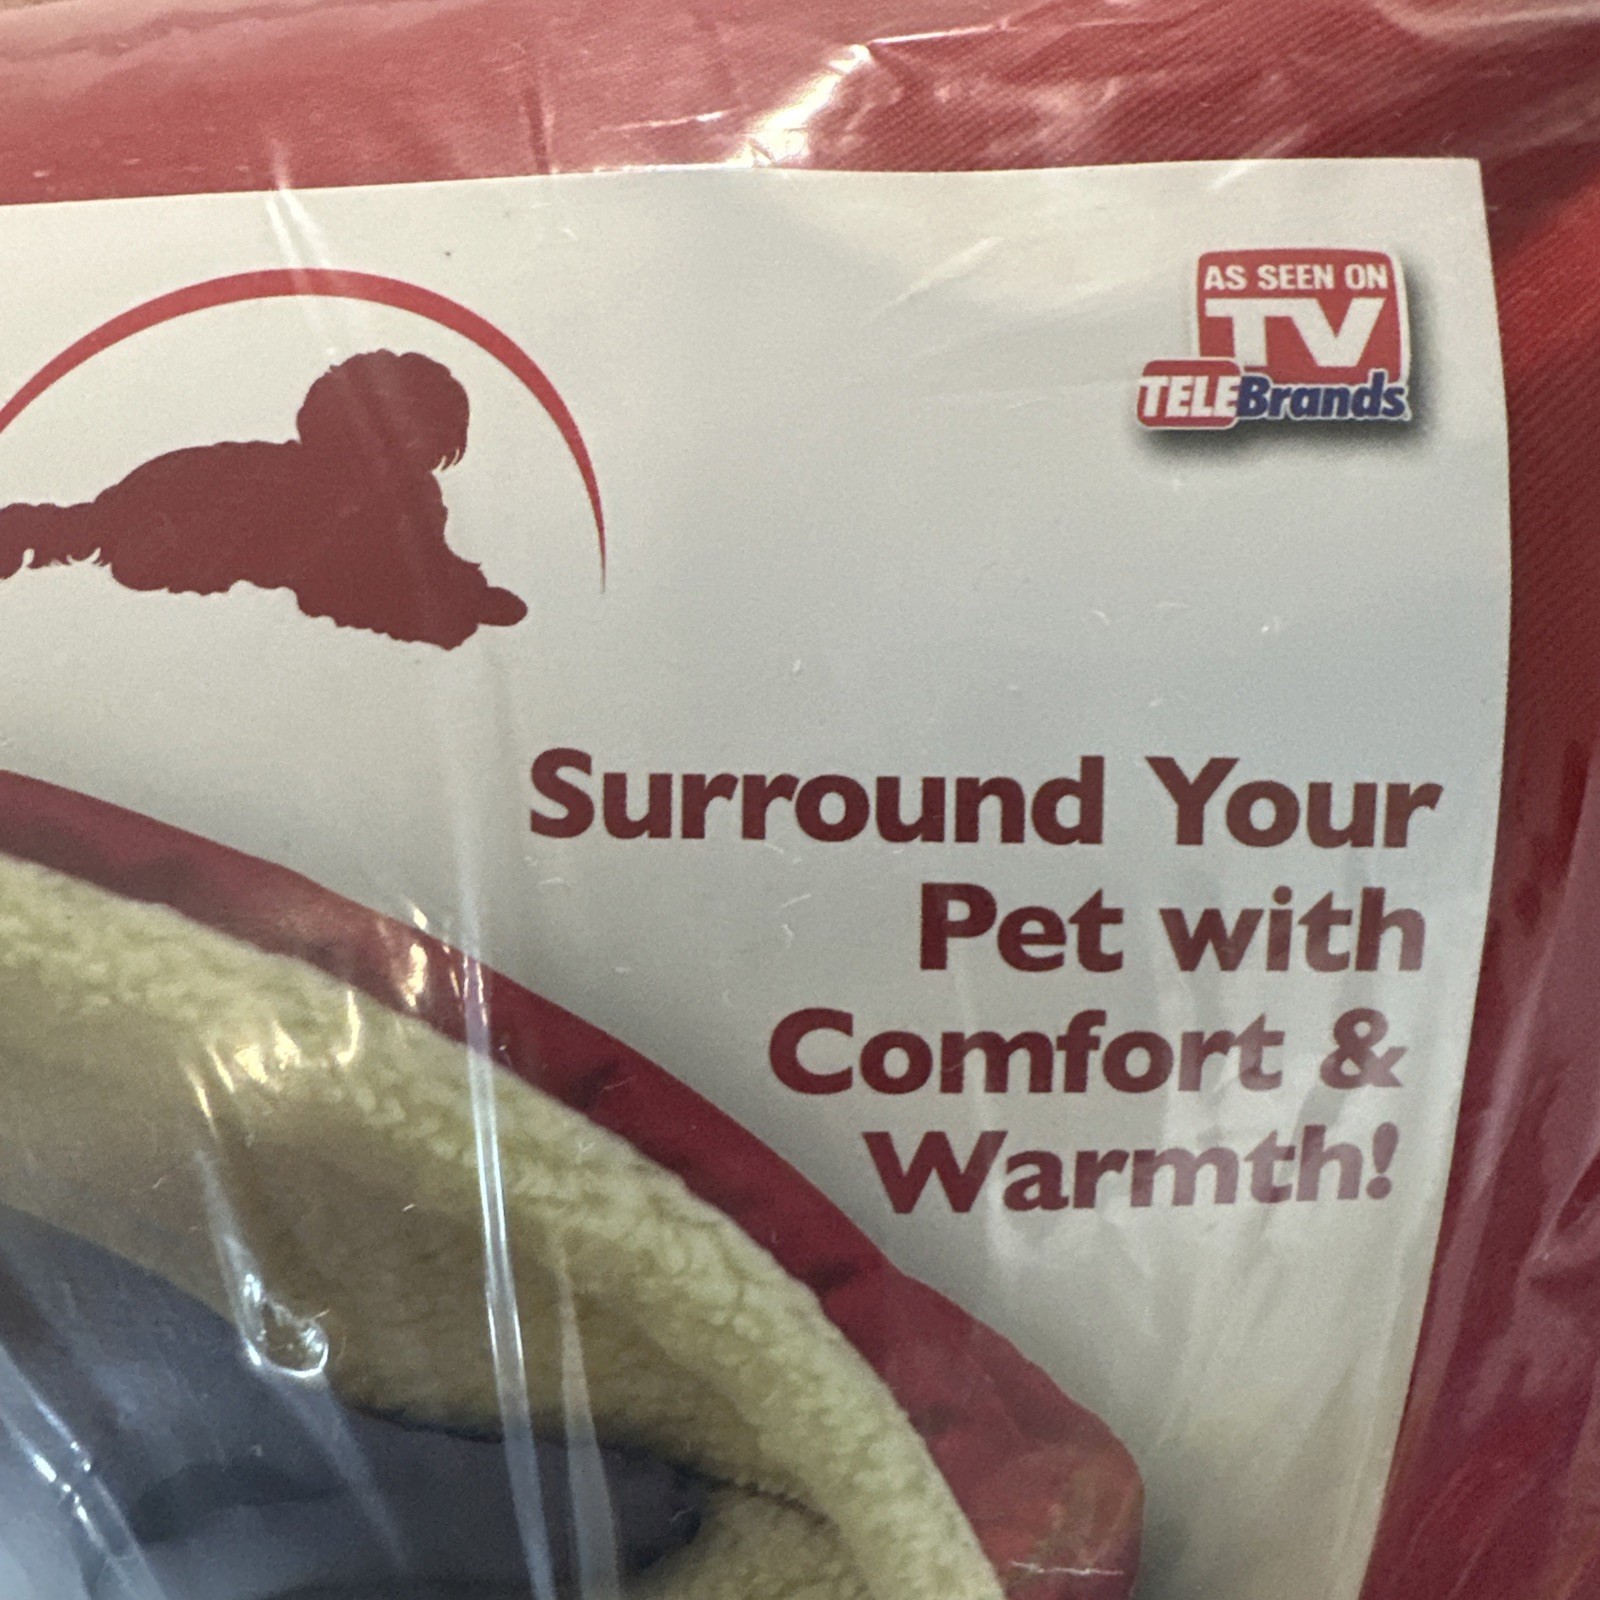 AS SEEN ON
TV
TELEBrands
Surround Your
Pet with
Comfort &
Warmth!